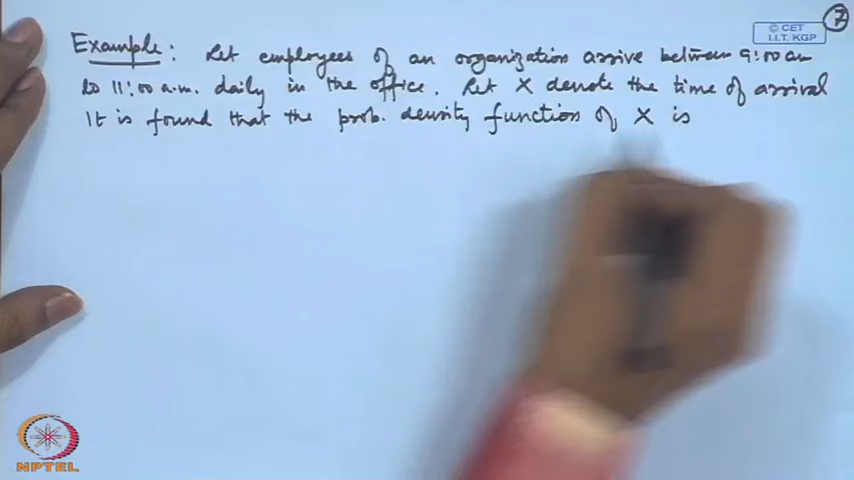 7
© CET
I.I.T. KGP
Example: Let employees of an organization arrive between 9:00 am
to 11:00 a.m. daily in the office. Let X denote the time of arrival
It is found that the prob. density function of X is
NPTEL